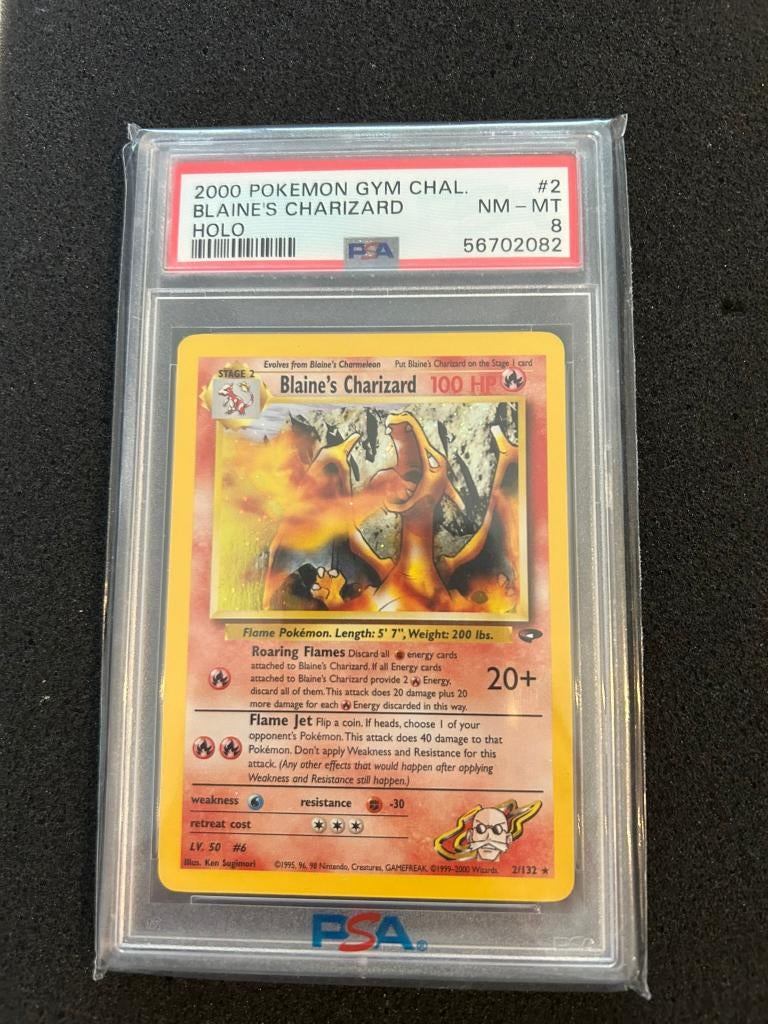 2000 POKEMON GYM CHAL. #2
BLAINE'S CHARIZARD NM - MT
HOLO 8
PSA 56702082
Evolves from Blaine's Charmeleon Put Blaine's Charizard on the Stage 1 card
STAGE 2
Blaine's Charizard 100 HP
Flame Pokémon. Length: 5' 7", Weight: 200 lbs.
Roaring Flames Discard all energy cards
attached to Blaine's Charizard. If all Energy cards
attached to Blaine's Charizard provide 2 Energy,
discard all of them. This attack does 20 damage plus 20
more damage for each Energy discarded in this way.
20+
Flame Jet Flip a coin. If heads, choose 1 of your
opponent's Pokémon. This attack does 40 damage to that
Pokémon. Don't apply Weakness and Resistance for this
attack. (Any other effects that would happen after applying
Weakness and Resistance still happen.)
weakness resistance -30
retreat cost
LV. 50 #6
Illus. Ken Sugimori ©1995, 96, 98 Nintendo, Creatures, GAMEFREAK. ©1999-2000 Wizards. 2/132 ★
PSA®
PSA